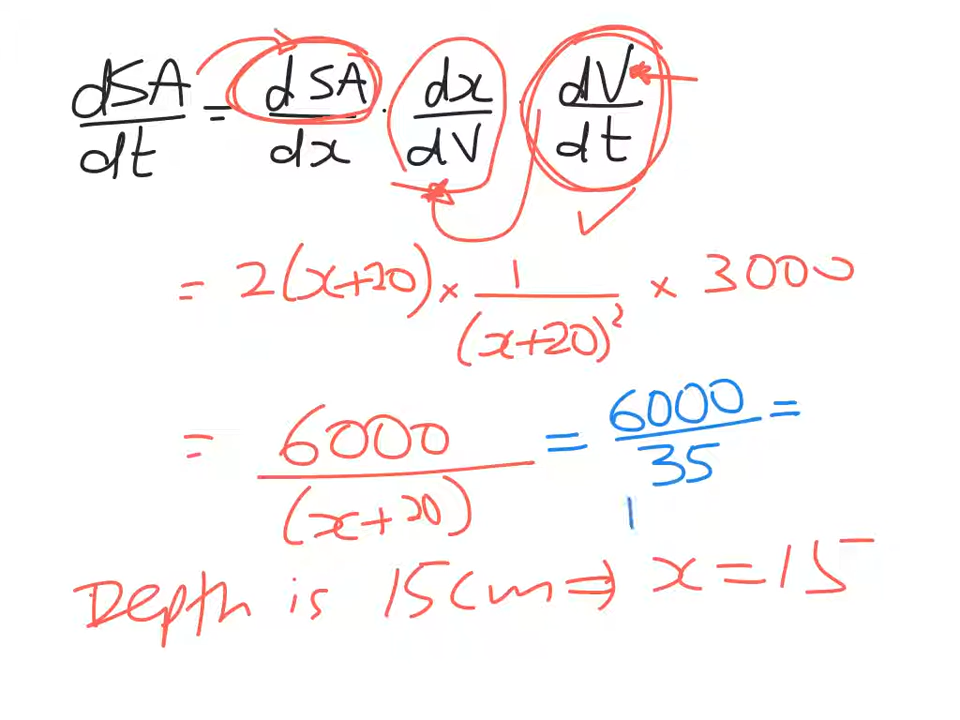 dSA/dt = dSA/dx · dx/dV · dV/dt
= 2(x+20) × 1/(x+20)² × 3000
= 6000/(x+20) = 6000/35 =
1
Depth is 15cm ⇒ x = 15